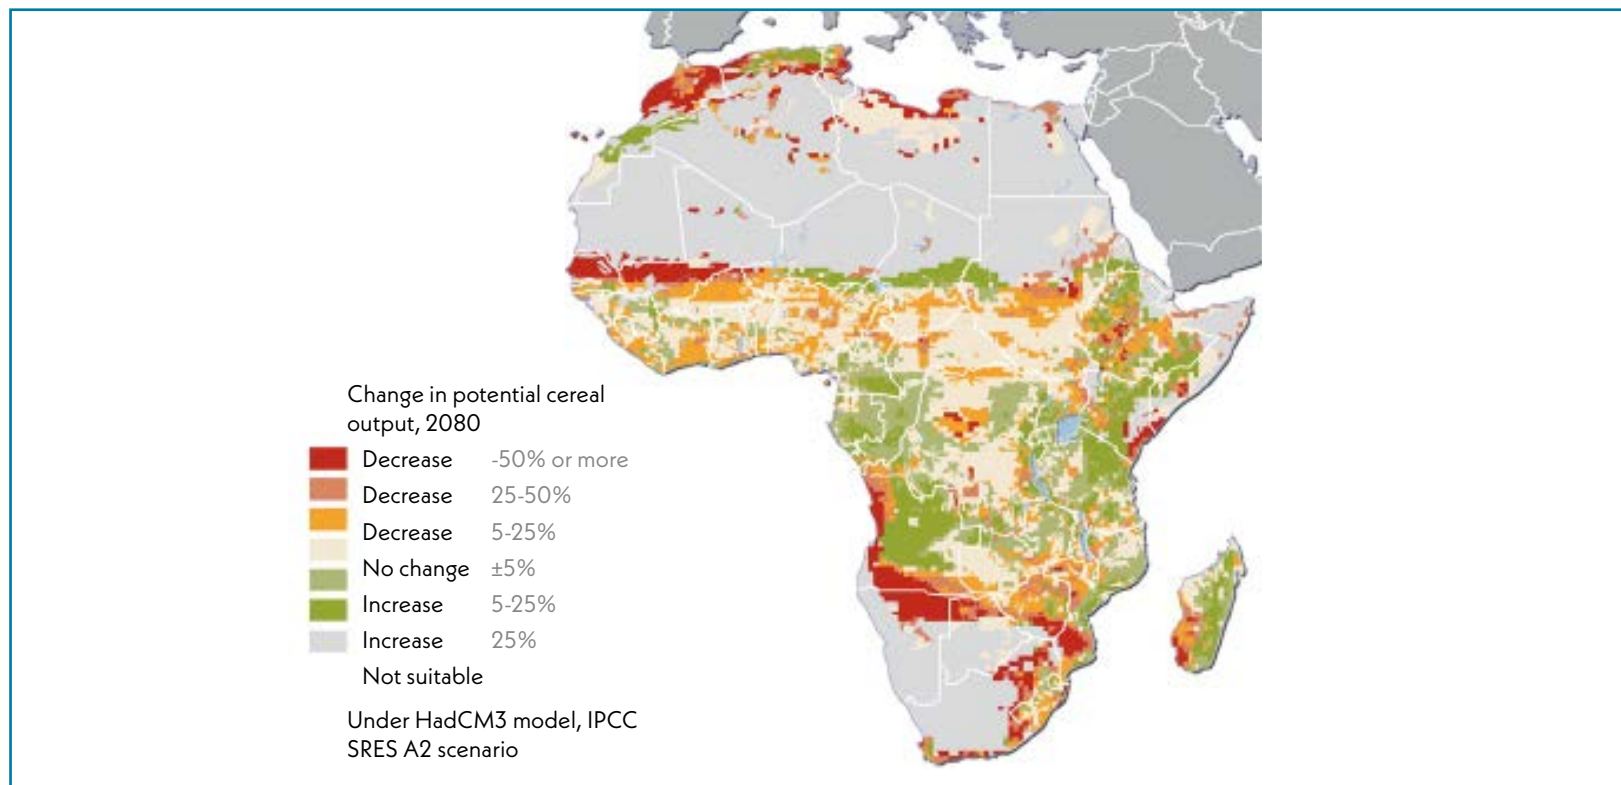 Change in potential cereal
output, 2080
Decrease -50% or more
Decrease 25-50%
Decrease 5-25%
No change ±5%
Increase 5-25%
Increase 25%
Not suitable
Under HadCM3 model, IPCC
SRES A2 scenario